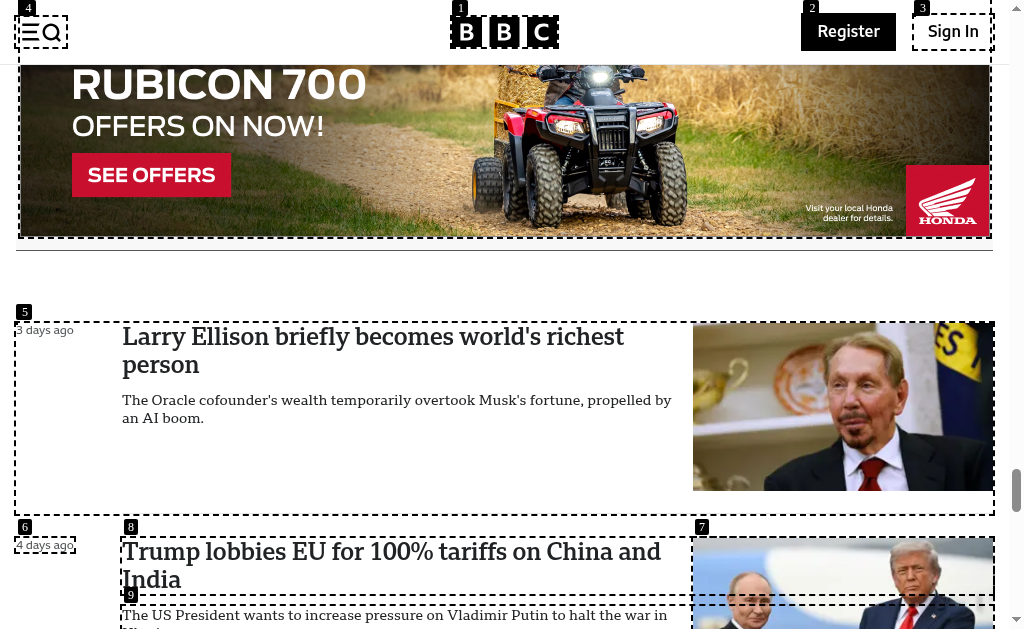 4
1
2
3
BBC
Register
Sign In
RUBICON 700
OFFERS ON NOW!
SEE OFFERS
Visit your local Honda
dealer for details.
HONDA
5
3 days ago
Larry Ellison briefly becomes world's richest
person
The Oracle cofounder's wealth temporarily overtook Musk's fortune, propelled by
an AI boom.
ES
6
8
7
4 days ago
Trump lobbies EU for 100% tariffs on China and
India
9
The US President wants to increase pressure on Vladimir Putin to halt the war in